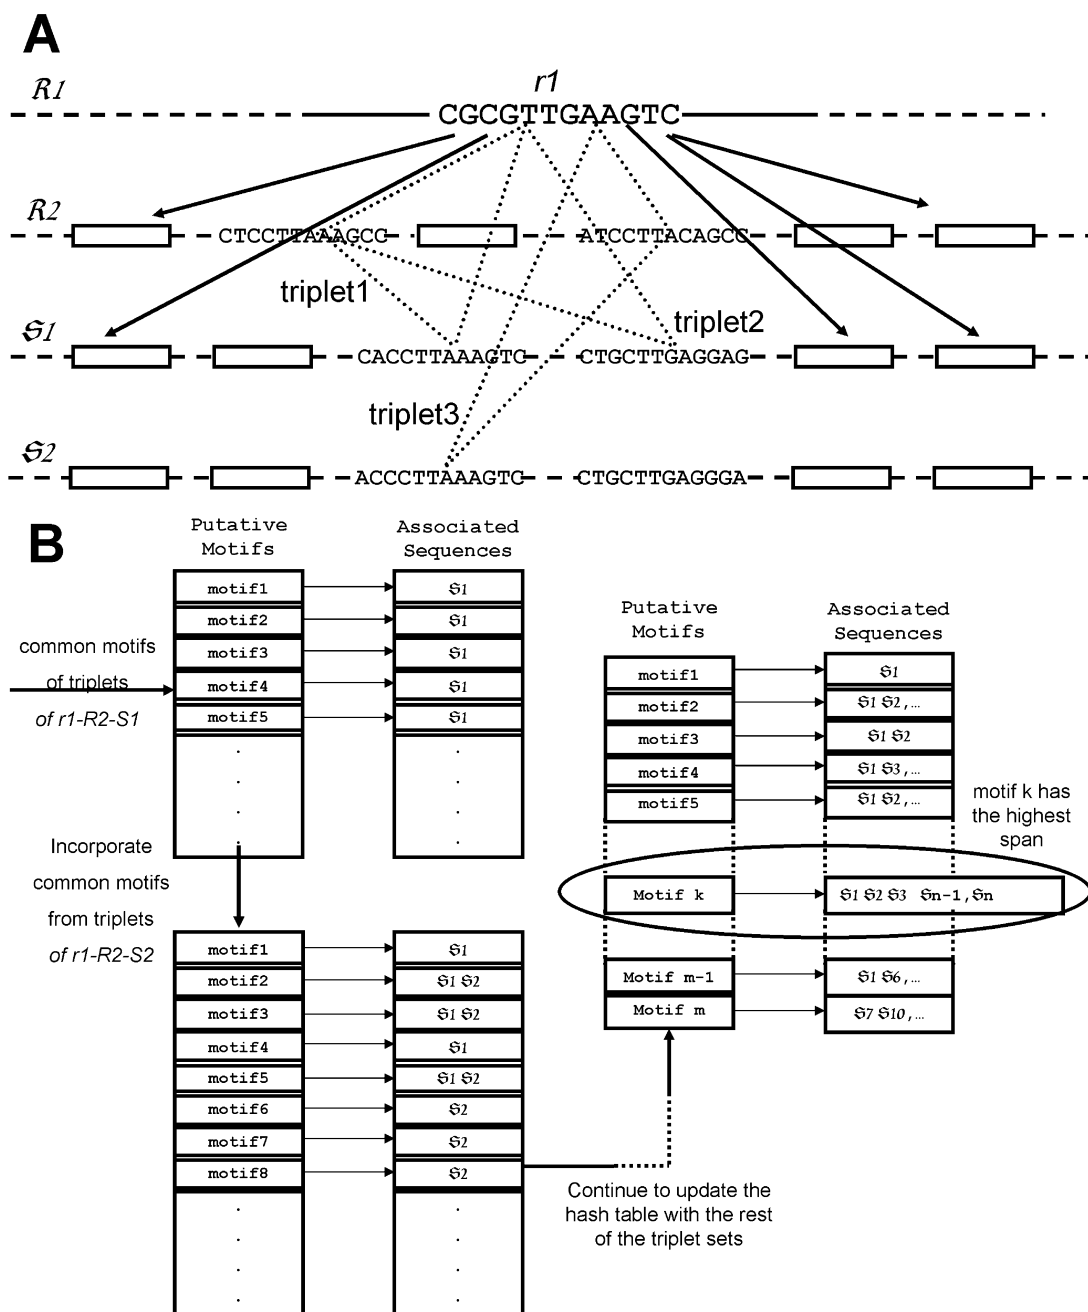 A
R1
r1
CGCGTTGAAGTC
R2
CTCCTTAAAGCC
ATCCTTACAGCC
triplet1
triplet2
S1
CACCTTAAAGTC
CTGCTTGAGGAG
triplet3
S2
ACCCTTAAAGTC
CTGCTTGAGGGA
B
Putative
Motifs
Associated
Sequences
motif1
S1
motif2
S1
motif3
S1
motif4
S1
motif5
S1
common motifs
of triplets
of r1-R2-S1
Incorporate
common motifs
from triplets
of r1-R2-S2
motif1
S1
motif2
S1 S2
motif3
S1 S2
motif4
S1
motif5
S1 S2
motif6
S2
motif7
S2
motif8
S2
Putative
Motifs
Associated
Sequences
motif1
S1
motif2
S1 S2,…
motif3
S1 S2
motif4
S1 S3,…
motif5
S1 S2,…
motif k has
the highest
span
Motif k
S1 S2 S3 Sn-1,Sn
Motif m-1
S1 S6,…
Motif m
S7 S10,…
Continue to update the
hash table with the rest
of the triplet sets